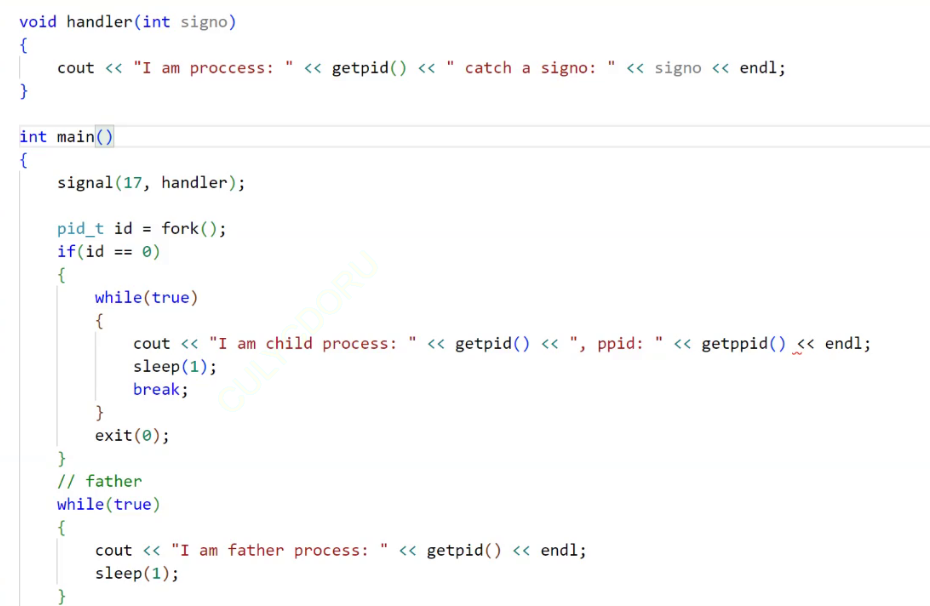 void handler(int signo)
{
    cout << "I am proccess: " << getpid() << " catch a signo: " << signo << endl;
}

int main()
{
    signal(17, handler);

    pid_t id = fork();
    if(id == 0)
    {
        while(true)
        {
            cout << "I am child process: " << getpid() << ", ppid: " << getppid() << endl;
            sleep(1);
            break;
        }
        exit(0);
    }
    // father
    while(true)
    {
        cout << "I am father process: " << getpid() << endl;
        sleep(1);
    }